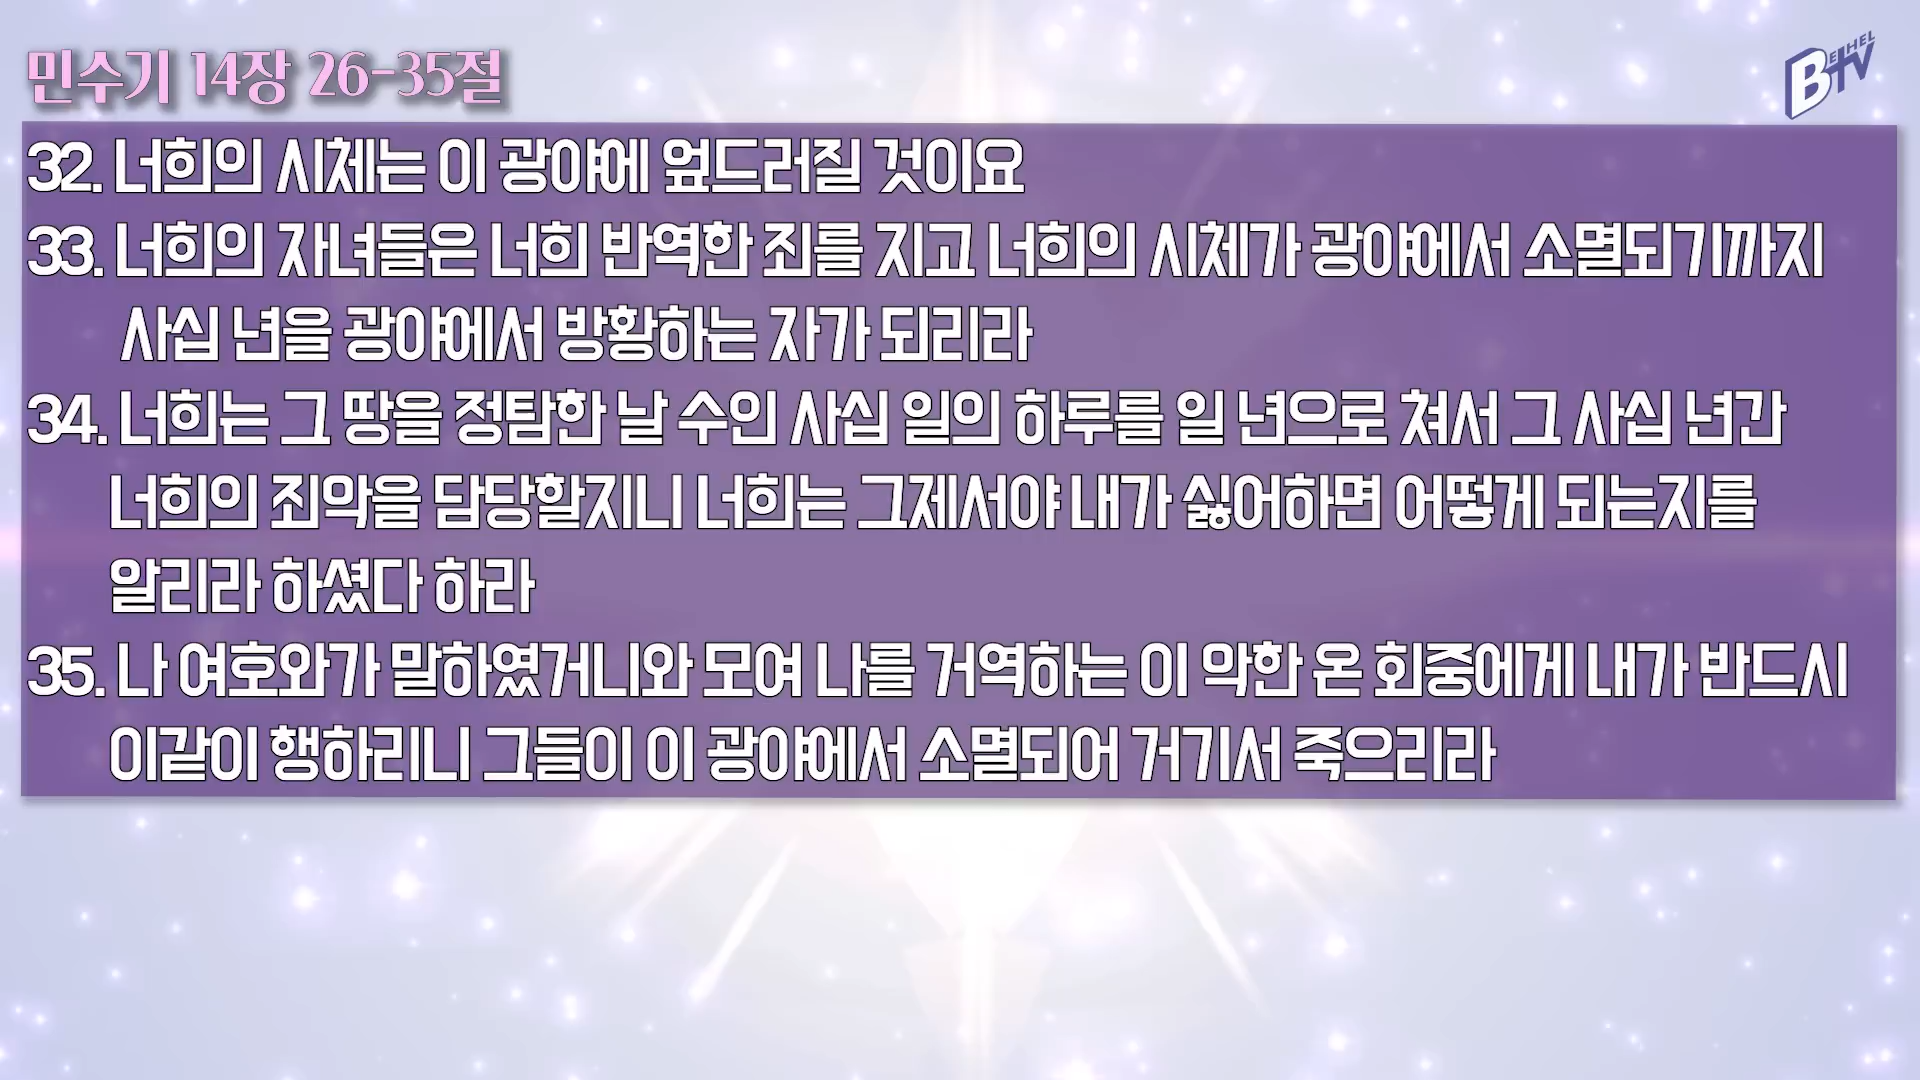 민수기 14장 26-35절
BETHEL TV
32. 너희의 시체는 이 광야에 엎드러질 것이요
33. 너희의 자녀들은 너희 반역한 죄를 지고 너희의 시체가 광야에서 소멸되기까지
사십 년을 광야에서 방황하는 자가 되리라
34. 너희는 그 땅을 정탐한 날 수인 사십 일의 하루를 일 년으로 쳐서 그 사십 년간
너희의 죄악을 담당할지니 너희는 그제서야 내가 싫어하면 어떻게 되는지를
알리라 하셨다 하라
35. 나 여호와가 말하였거니와 모여 나를 거역하는 이 악한 온 회중에게 내가 반드시
이같이 행하리니 그들이 이 광야에서 소멸되어 거기서 죽으리라